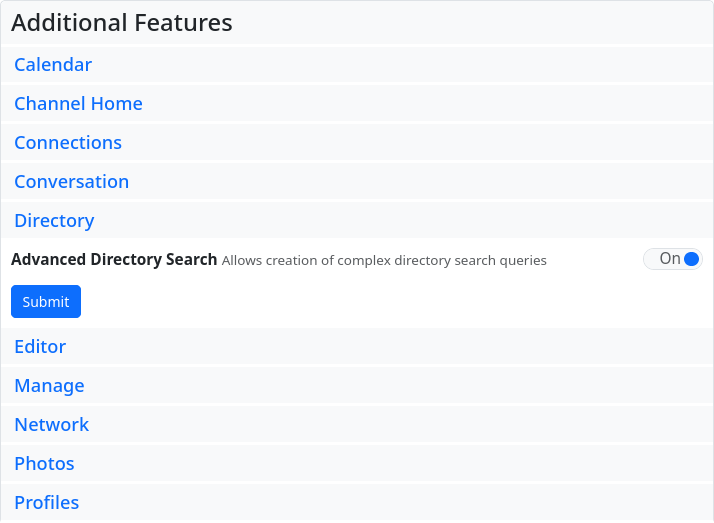 Additional Features
Calendar
Channel Home
Connections
Conversation
Directory
Advanced Directory Search Allows creation of complex directory search queries On
Submit
Editor
Manage
Network
Photos
Profiles